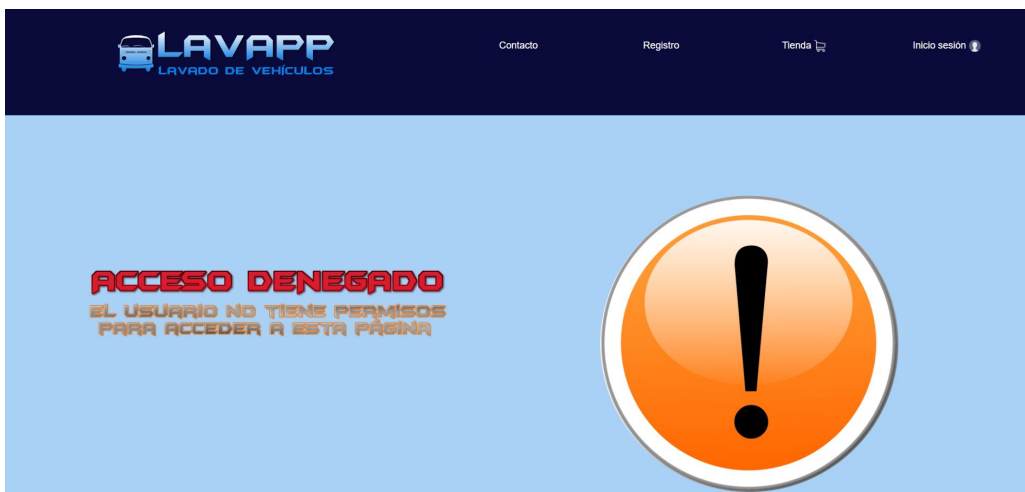 LAVAPP
LAVADO DE VEHÍCULOS
Contacto
Registro
Tienda
Inicio sesión
ACCESO DENEGADO
EL USUARIO NO TIENE PERMISOS
PARA ACCEDER A ESTA PÁGINA